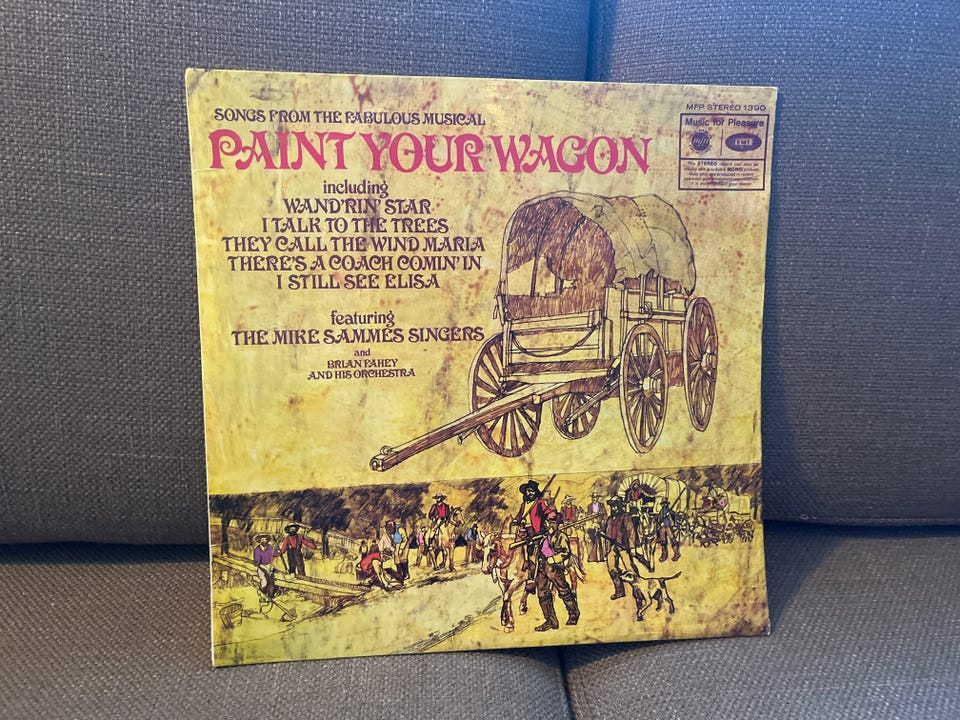 SONGS FROM THE FABULOUS MUSICAL
PAINT YOUR WAGON
including
WAND'RIN' STAR
I TALK TO THE TREES
THEY CALL THE WIND MARIA
THERE'S A COACH COMIN' IN
I STILL SEE ELISA
featuring
THE MIKE SAMMES SINGERS
and
BRIAN FAHEY
AND HIS ORCHESTRA
MFP STEREO 1390
Music for Pleasure
mfp
EMI